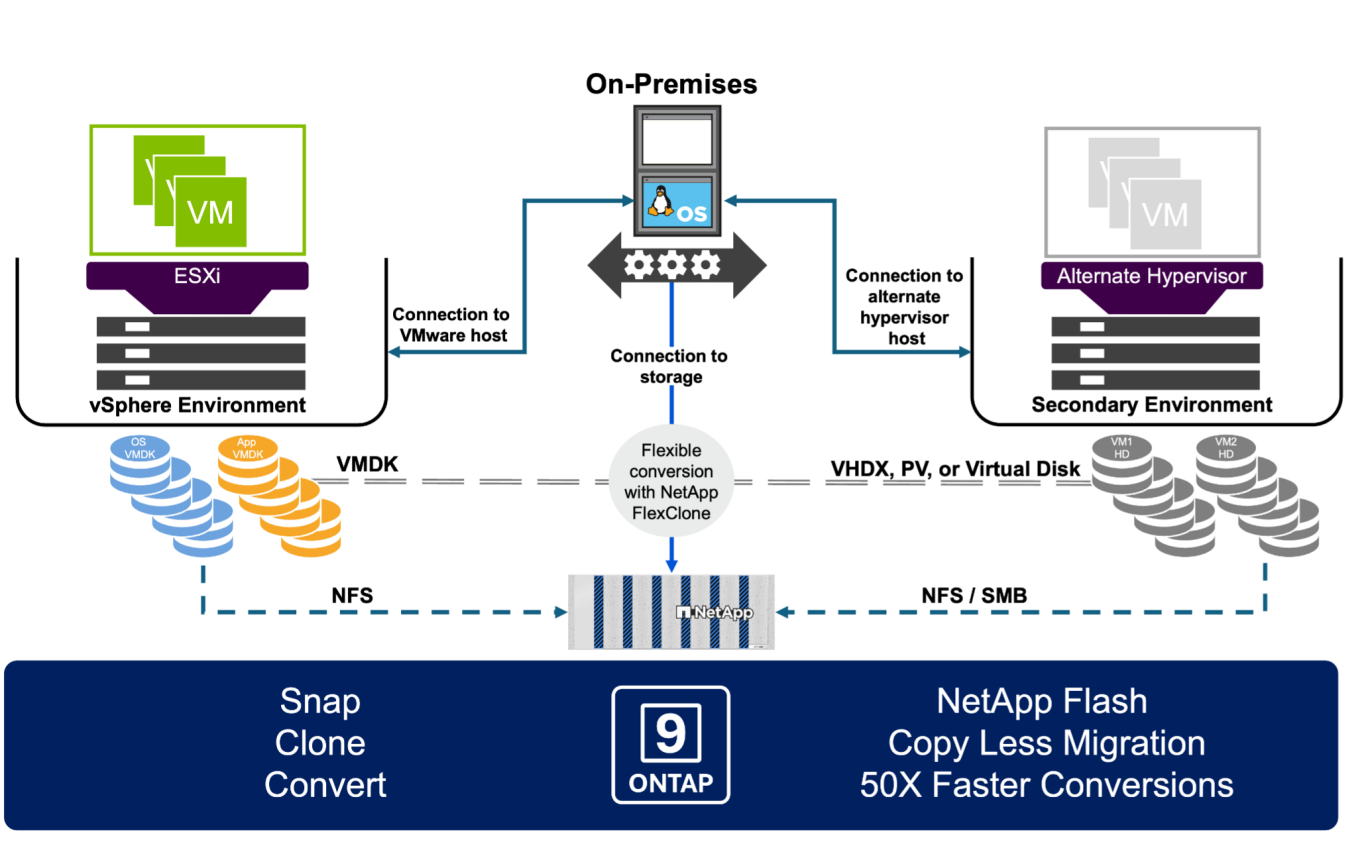 On-Premises
VM
OS
ESXi
Alternate Hypervisor
VM
Connection to
VMware host
Connection to
storage
Connection to
alternate
hypervisor
host
vSphere Environment
Secondary Environment
OS
VMDK
App
VMDK
VMDK
Flexible
conversion
with NetApp
FlexClone
VHDX, PV, or Virtual Disk
VM1
HD
VM2
HD
NFS
NetApp
NFS / SMB
Snap
Clone
Convert
9
ONTAP
NetApp Flash
Copy Less Migration
50X Faster Conversions